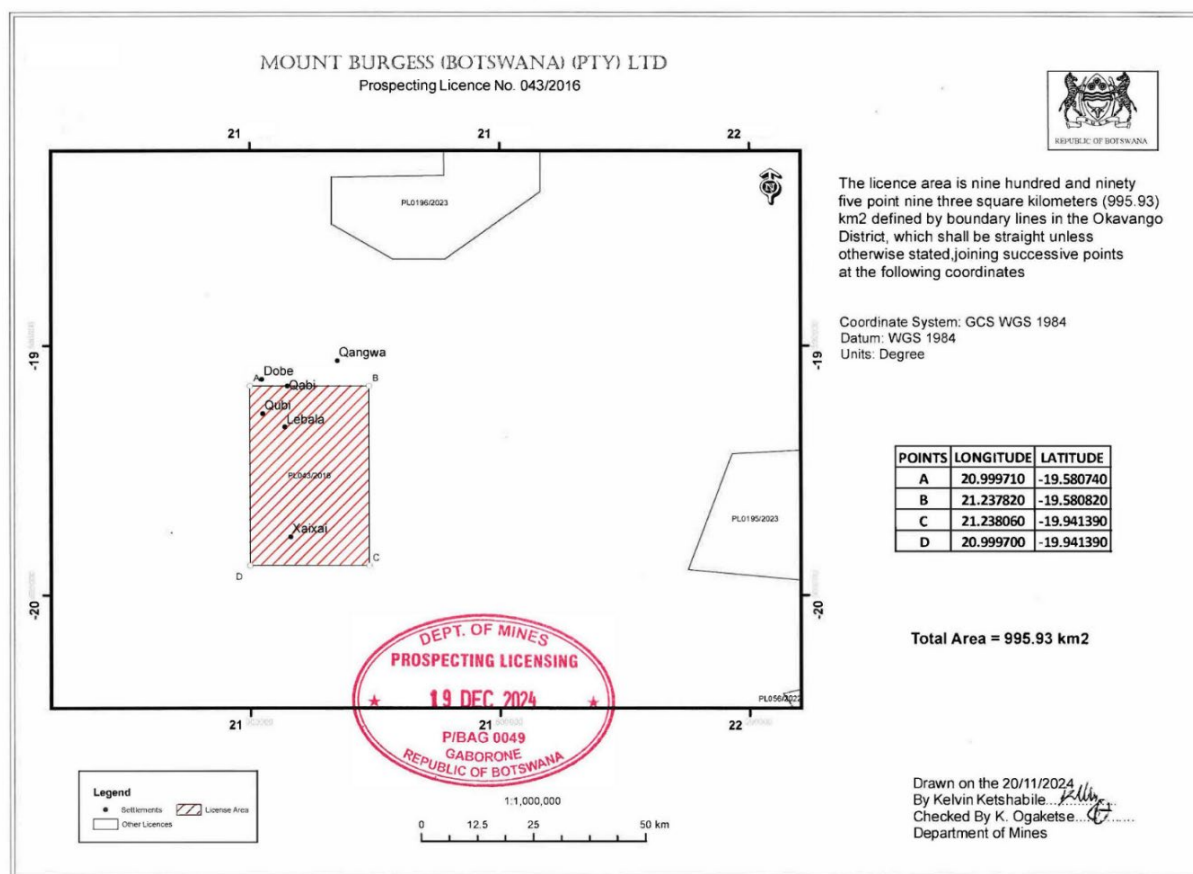 MOUNT BURGESS (BOTSWANA) (PTY) LTD
Prospecting Licence No. 043/2016
REPUBLIC OF BOTSWANA
21 21 22
PL0196/2023
The licence area is nine hundred and ninety
five point nine three square kilometers (995.93)
km2 defined by boundary lines in the Okavango
District, which shall be straight unless
otherwise stated,joining successive points
at the following coordinates
Coordinate System: GCS WGS 1984
Datum: WGS 1984
Units: Degree
-19 -19
Qangwa
Dobe
A B
Qabi
Qubi
Lebala
PL043/2016
Xaixai
D C
PL0195/2023
POINTS LONGITUDE LATITUDE
A 20.999710 -19.580740
B 21.237820 -19.580820
C 21.238060 -19.941390
D 20.999700 -19.941390
-20 -20
Total Area = 995.93 km2
DEPT. OF MINES
PROSPECTING LICENSING
19 DEC 2024
P/BAG 0049
GABORONE
REPUBLIC OF BOTSWANA
PL056/2022
21 21 22
Legend
Settlements License Area
Other Licences
1:1,000,000
0 12.5 25 50 km
Drawn on the 20/11/2024
By Kelvin Ketshabile
Checked By K. Ogaketse
Department of Mines